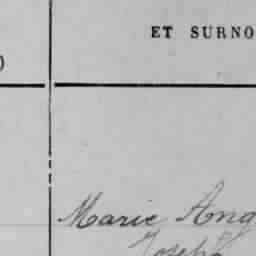 ET SURNO
)
Marie Ang
Joseph